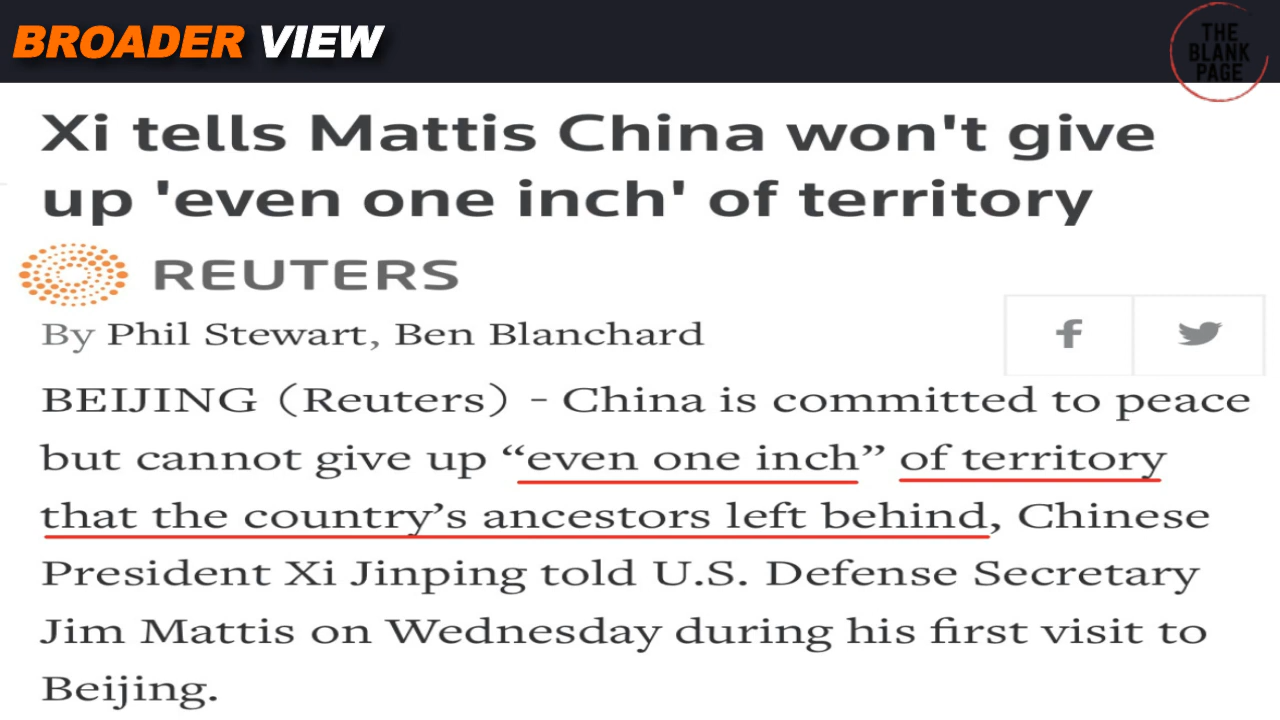 BROADER VIEW
THE
BLANK
PAGE
Xi tells Mattis China won't give
up 'even one inch' of territory
REUTERS
By Phil Stewart, Ben Blanchard
BEIJING (Reuters) - China is committed to peace
but cannot give up “even one inch” of territory
that the country’s ancestors left behind, Chinese
President Xi Jinping told U.S. Defense Secretary
Jim Mattis on Wednesday during his first visit to
Beijing.